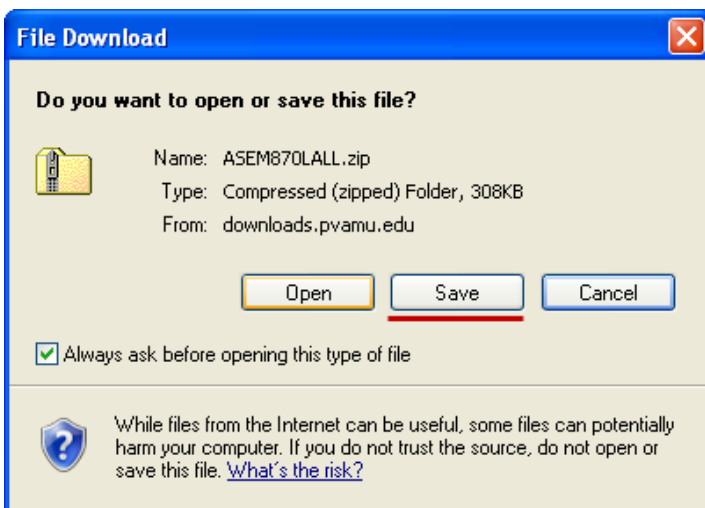 File Download
Do you want to open or save this file?
Name: ASEM870LALL.zip
Type: Compressed (zipped) Folder, 308KB
From: downloads.pvamu.edu
Open Save Cancel
Always ask before opening this type of file
While files from the Internet can be useful, some files can potentially
harm your computer. If you do not trust the source, do not open or
save this file. What's the risk?